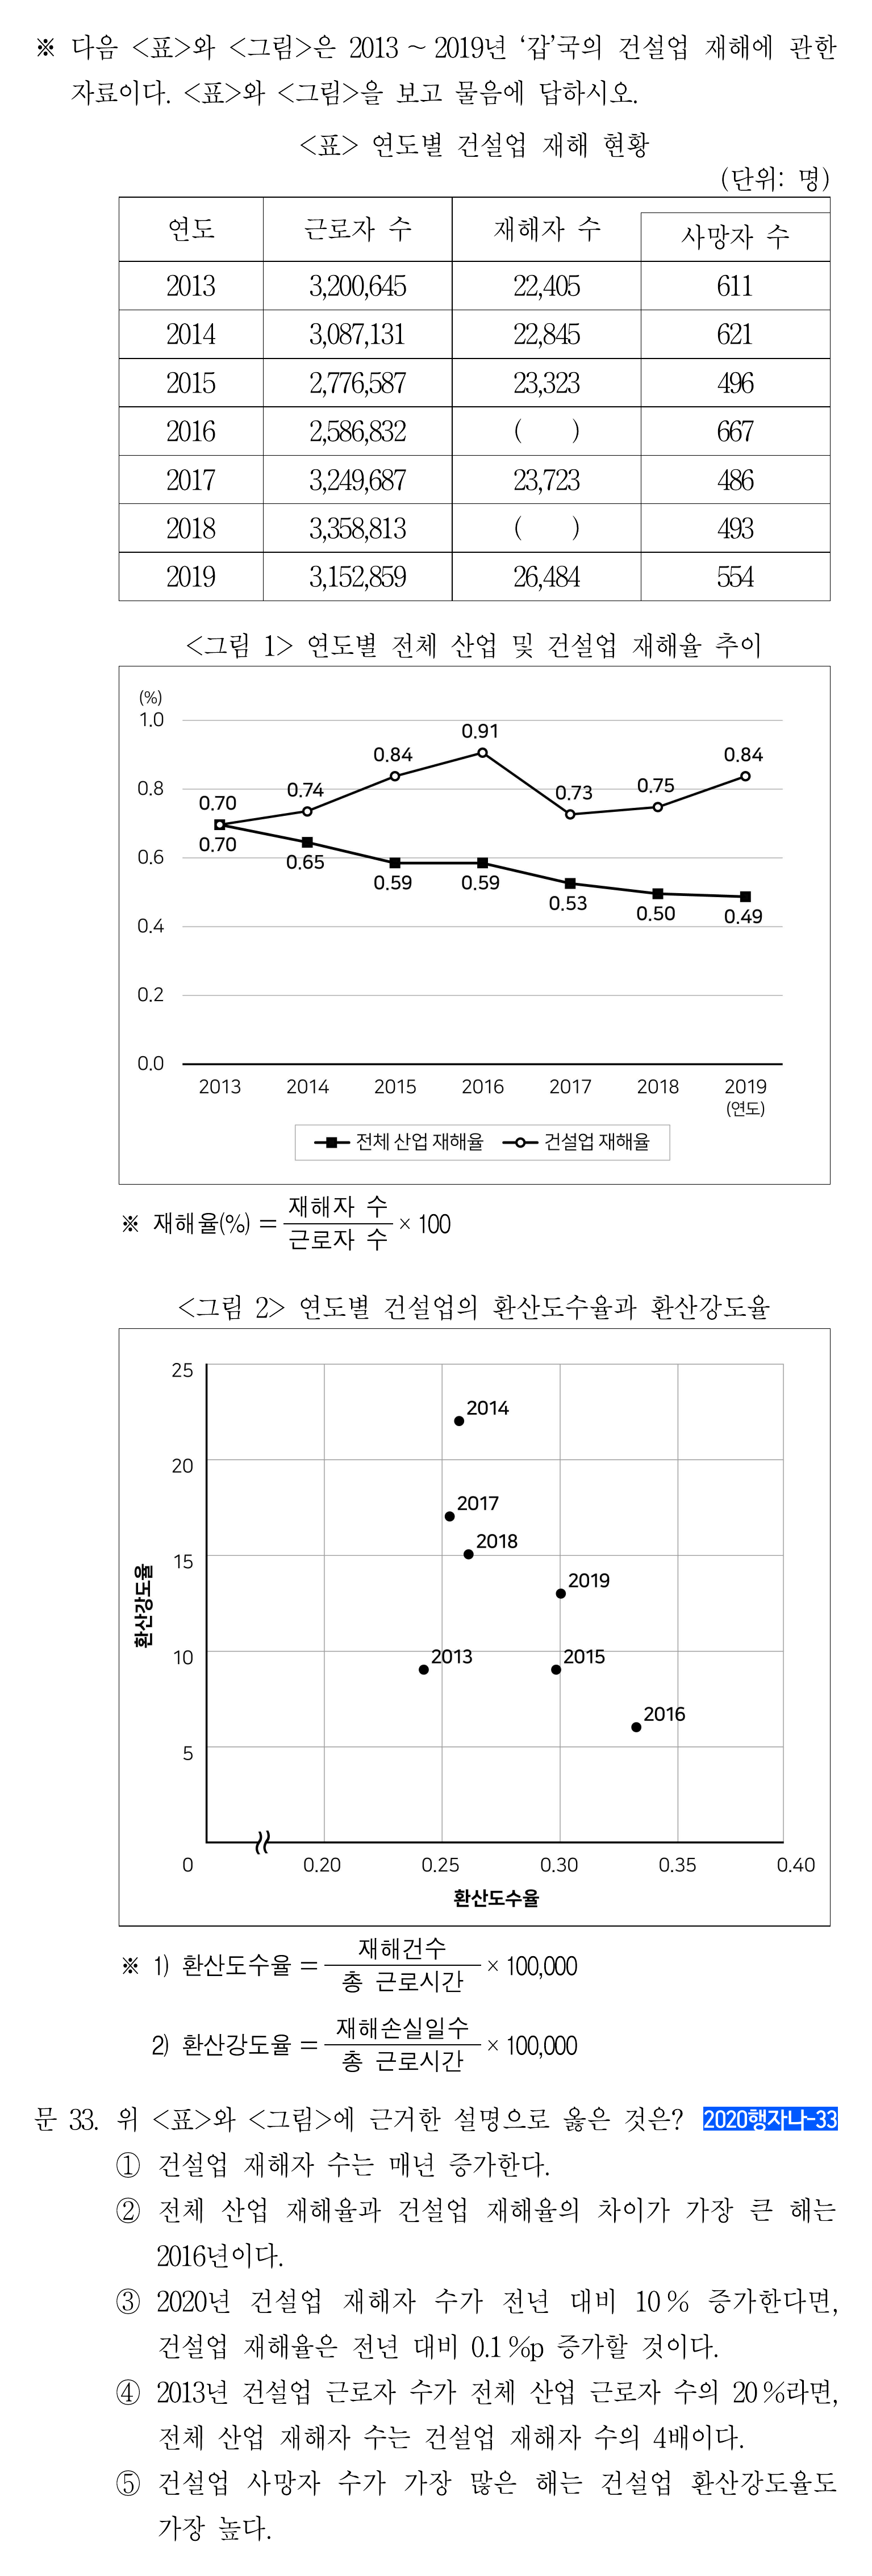 ※ 다음 <표>와 <그림>은 2013 ~ 2019년 ‘갑’국의 건설업 재해에 관한
자료이다. <표>와 <그림>을 보고 물음에 답하시오.
<표> 연도별 건설업 재해 현황
(단위: 명)
연도 근로자 수 재해자 수 사망자 수
2013 3,200,645 22,405 611
2014 3,087,131 22,845 621
2015 2,776,587 23,323 496
2016 2,586,832 ( ) 667
2017 3,249,687 23,723 486
2018 3,358,813 ( ) 493
2019 3,152,859 26,484 554
<그림 1> 연도별 전체 산업 및 건설업 재해율 추이
(%)
1.0
0.8
0.6
0.4
0.2
0.0
0.70 0.74 0.84 0.91 0.73 0.75 0.84
0.70 0.65 0.59 0.59 0.53 0.50 0.49
2013 2014 2015 2016 2017 2018 2019
(연도)
전체 산업 재해율 건설업 재해율
※ 재해율(%) = 재해자 수 / 근로자 수 × 100
<그림 2> 연도별 건설업의 환산도수율과 환산강도율
환산강도율
25
20
15
10
5
2014
2017
2018
2019
2013
2015
2016
0 0.20 0.25 0.30 0.35 0.40
환산도수율
※ 1) 환산도수율 = 재해건수 / 총 근로시간 × 100,000
2) 환산강도율 = 재해손실일수 / 총 근로시간 × 100,000
문 33. 위 <표>와 <그림>에 근거한 설명으로 옳은 것은? 2020행자나-33
① 건설업 재해자 수는 매년 증가한다.
② 전체 산업 재해율과 건설업 재해율의 차이가 가장 큰 해는
2016년이다.
③ 2020년 건설업 재해자 수가 전년 대비 10 % 증가한다면,
건설업 재해율은 전년 대비 0.1 %p 증가할 것이다.
④ 2013년 건설업 근로자 수가 전체 산업 근로자 수의 20 %라면,
전체 산업 재해자 수는 건설업 재해자 수의 4배이다.
⑤ 건설업 사망자 수가 가장 많은 해는 건설업 환산강도율도
가장 높다.